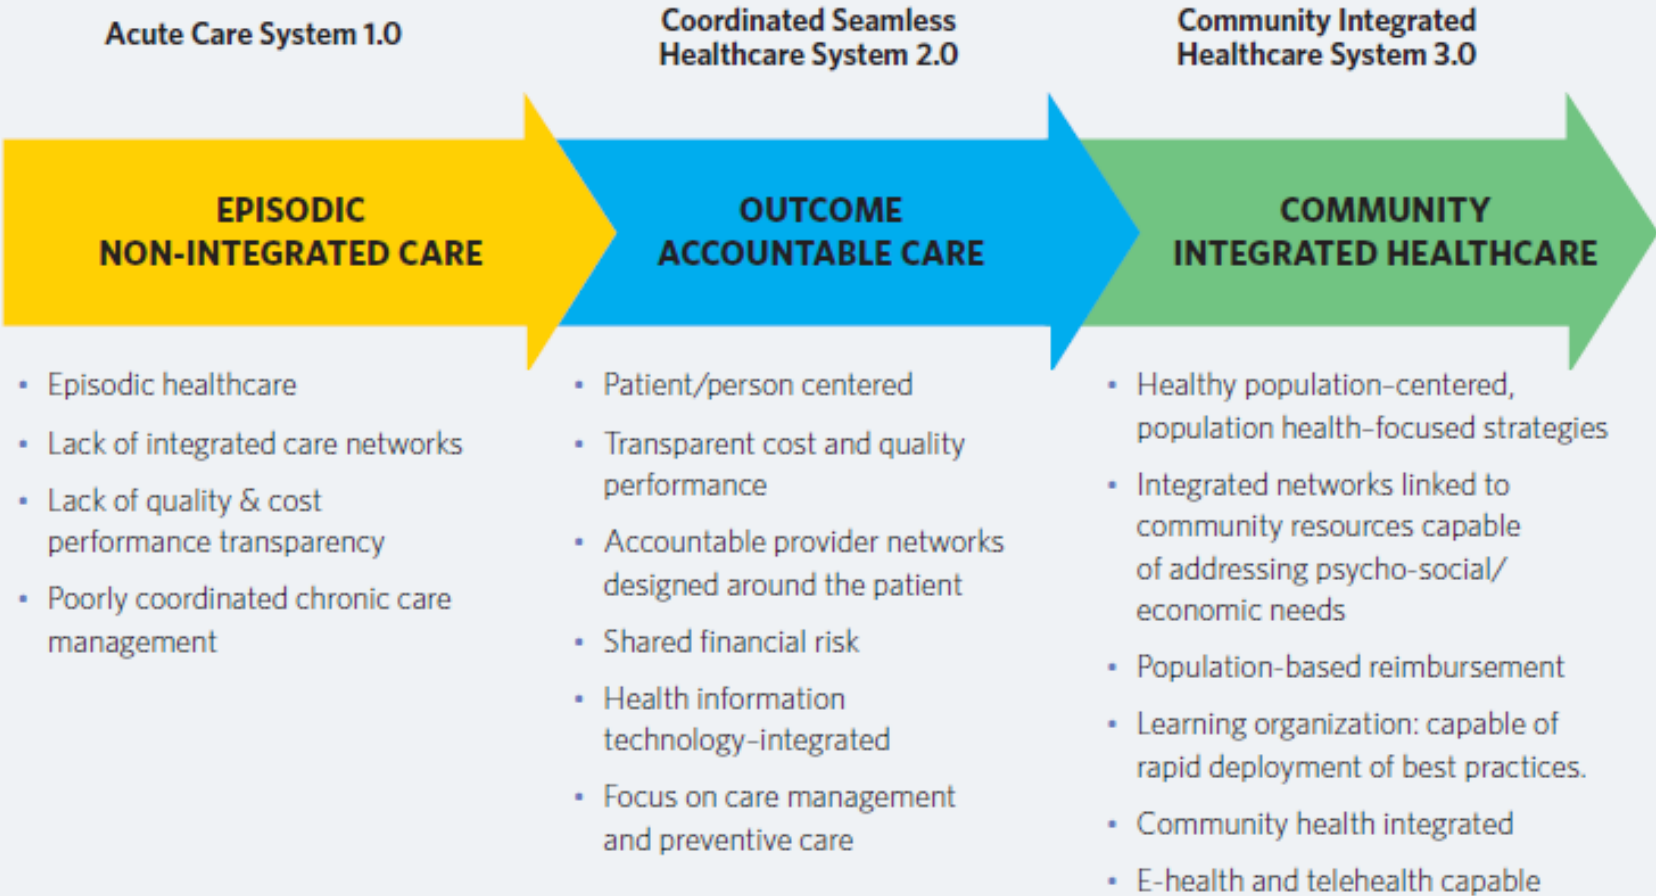 Acute Care System 1.0
Coordinated Seamless
Healthcare System 2.0
Community Integrated
Healthcare System 3.0
EPISODIC
NON-INTEGRATED CARE
OUTCOME
ACCOUNTABLE CARE
COMMUNITY
INTEGRATED HEALTHCARE
• Episodic healthcare
• Lack of integrated care networks
• Lack of quality & cost
performance transparency
• Poorly coordinated chronic care
management
• Patient/person centered
• Transparent cost and quality
performance
• Accountable provider networks
designed around the patient
• Shared financial risk
• Health information
technology-integrated
• Focus on care management
and preventive care
• Healthy population-centered,
population health-focused strategies
• Integrated networks linked to
community resources capable
of addressing psycho-social/
economic needs
• Population-based reimbursement
• Learning organization: capable of
rapid deployment of best practices.
• Community health integrated
• E-health and telehealth capable